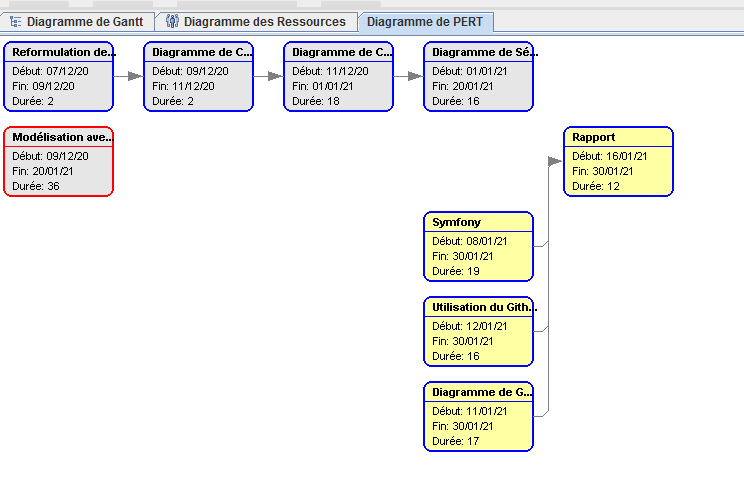 Diagramme de Gantt
Diagramme des Ressources
Diagramme de PERT
Reformulation de...
Début: 07/12/20
Fin: 09/12/20
Durée: 2
Diagramme de C...
Début: 09/12/20
Fin: 11/12/20
Durée: 2
Diagramme de C...
Début: 11/12/20
Fin: 01/01/21
Durée: 18
Diagramme de Sé...
Début: 01/01/21
Fin: 20/01/21
Durée: 16
Modélisation ave...
Début: 09/12/20
Fin: 20/01/21
Durée: 36
Rapport
Début: 16/01/21
Fin: 30/01/21
Durée: 12
Symfony
Début: 08/01/21
Fin: 30/01/21
Durée: 19
Utilisation du Gith...
Début: 12/01/21
Fin: 30/01/21
Durée: 16
Diagramme de G...
Début: 11/01/21
Fin: 30/01/21
Durée: 17